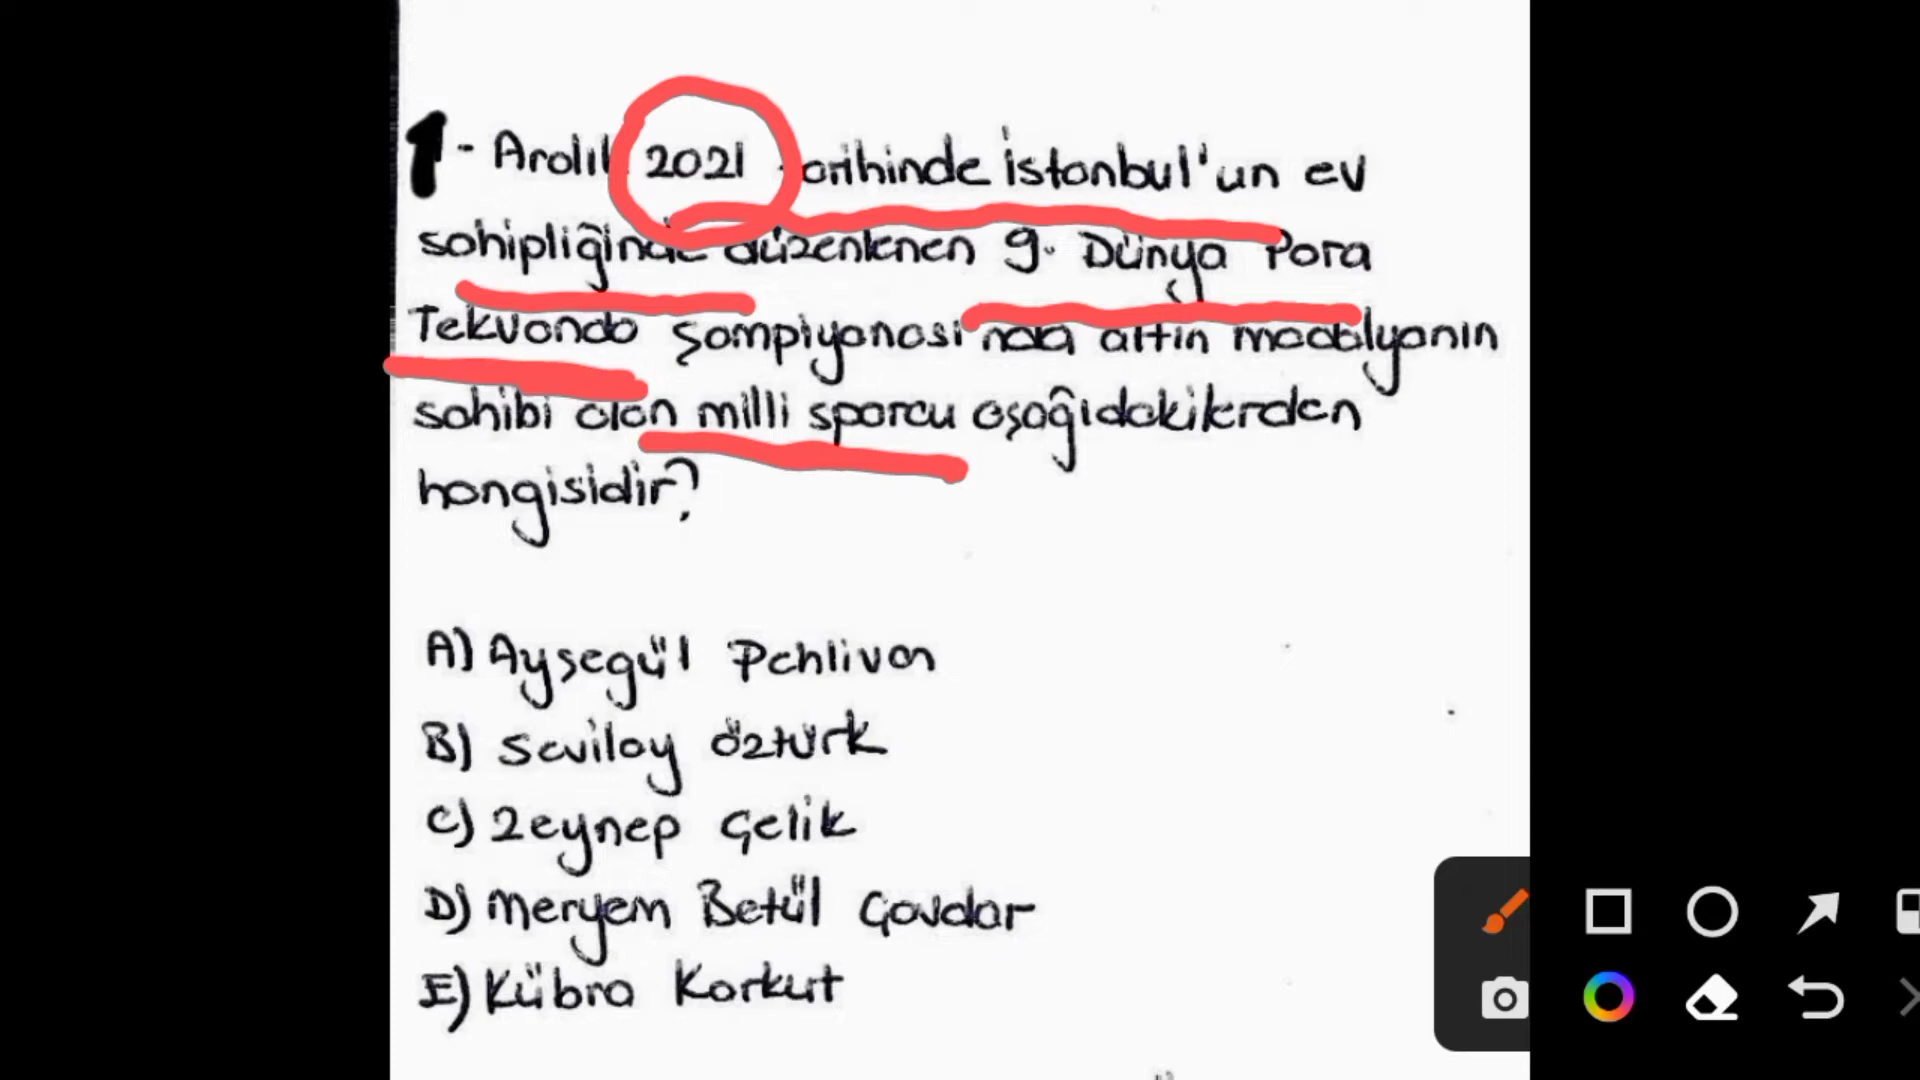 1- Aralık 2021 tarihinde İstanbul'un ev
sahipliğinde düzenlenen 9. Dünya Para
Tekvando Şampiyonası'nda altın madalyanın
sahibi olan milli sporcu aşağıdakilerden
hangisidir?
A) Ayşegül Pehlivan
B) Sevilay Öztürk
C) Zeynep Çelik
D) Meryem Betül Çavdar
E) Kübra Korkut